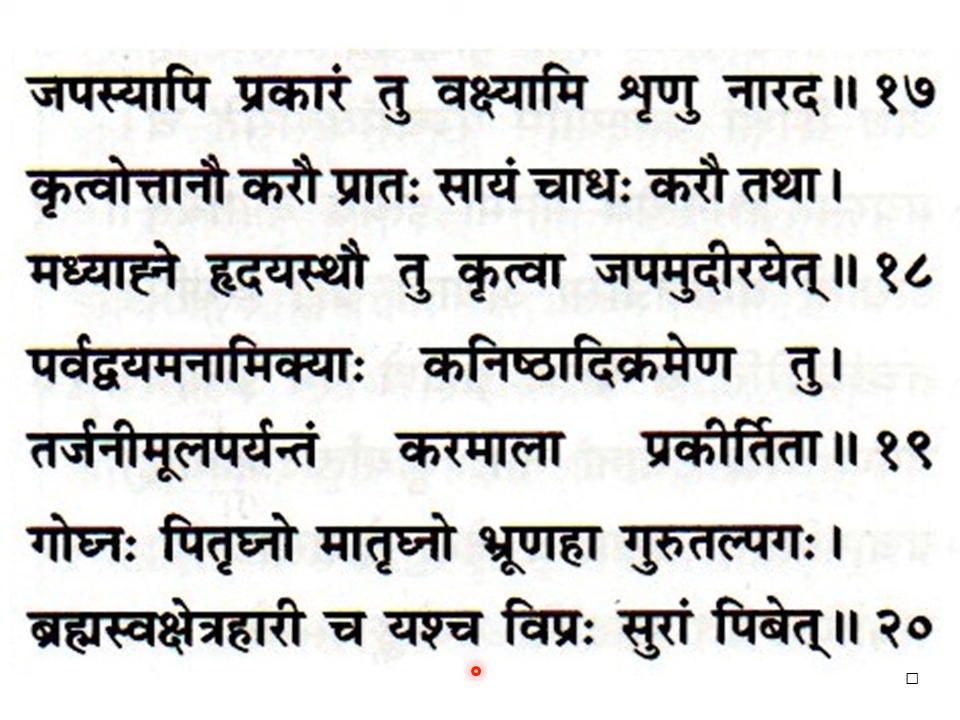 जपस्यापि प्रकारं तु वक्ष्यामि शृणु नारद॥ १७
कृत्वोत्तानौ करौ प्रातः सायं चाधः करौ तथा।
मध्याह्ने हृदयस्थौ तु कृत्वा जपमुदीरयेत्॥ १८
पर्वद्वयमनामिक्याः कनिष्ठादिक्रमेण तु।
तर्जनीमूलपर्यन्तं करमाला प्रकीर्तिता॥ १९
गोघ्नः पितृघ्नो मातृघ्नो भ्रूणहा गुरुतल्पगः।
ब्रह्मस्वक्षेत्रहारी च यश्च विप्रः सुरां पिबेत्॥ २०